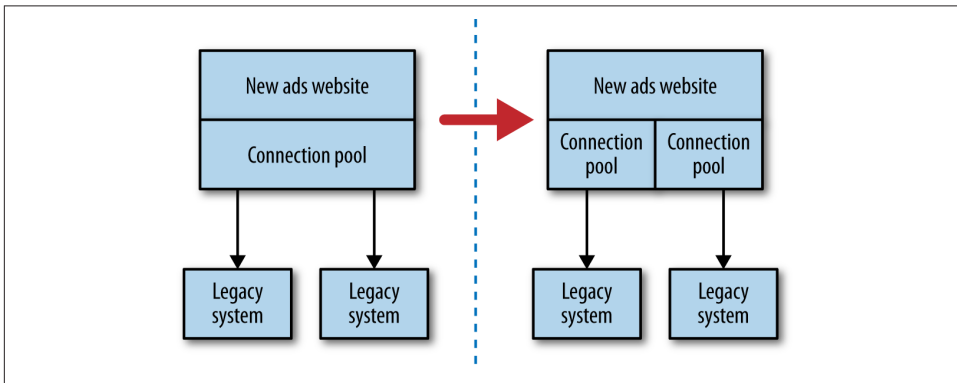 New ads website
Connection pool
Legacy
system
Legacy
system
New ads website
Connection
pool
Connection
pool
Legacy
system
Legacy
system